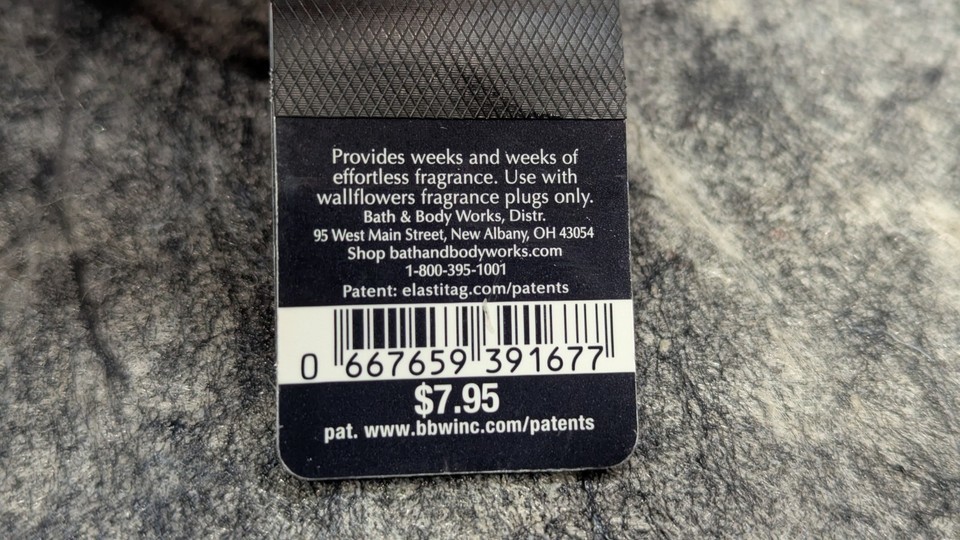 Provides weeks and weeks of
effortless fragrance. Use with
wallflowers fragrance plugs only.
Bath & Body Works, Distr.
95 West Main Street, New Albany, OH 43054
Shop bathandbodyworks.com
1-800-395-1001
Patent: elastitag.com/patents
0 667659 391677
$7.95
pat. www.bbwinc.com/patents